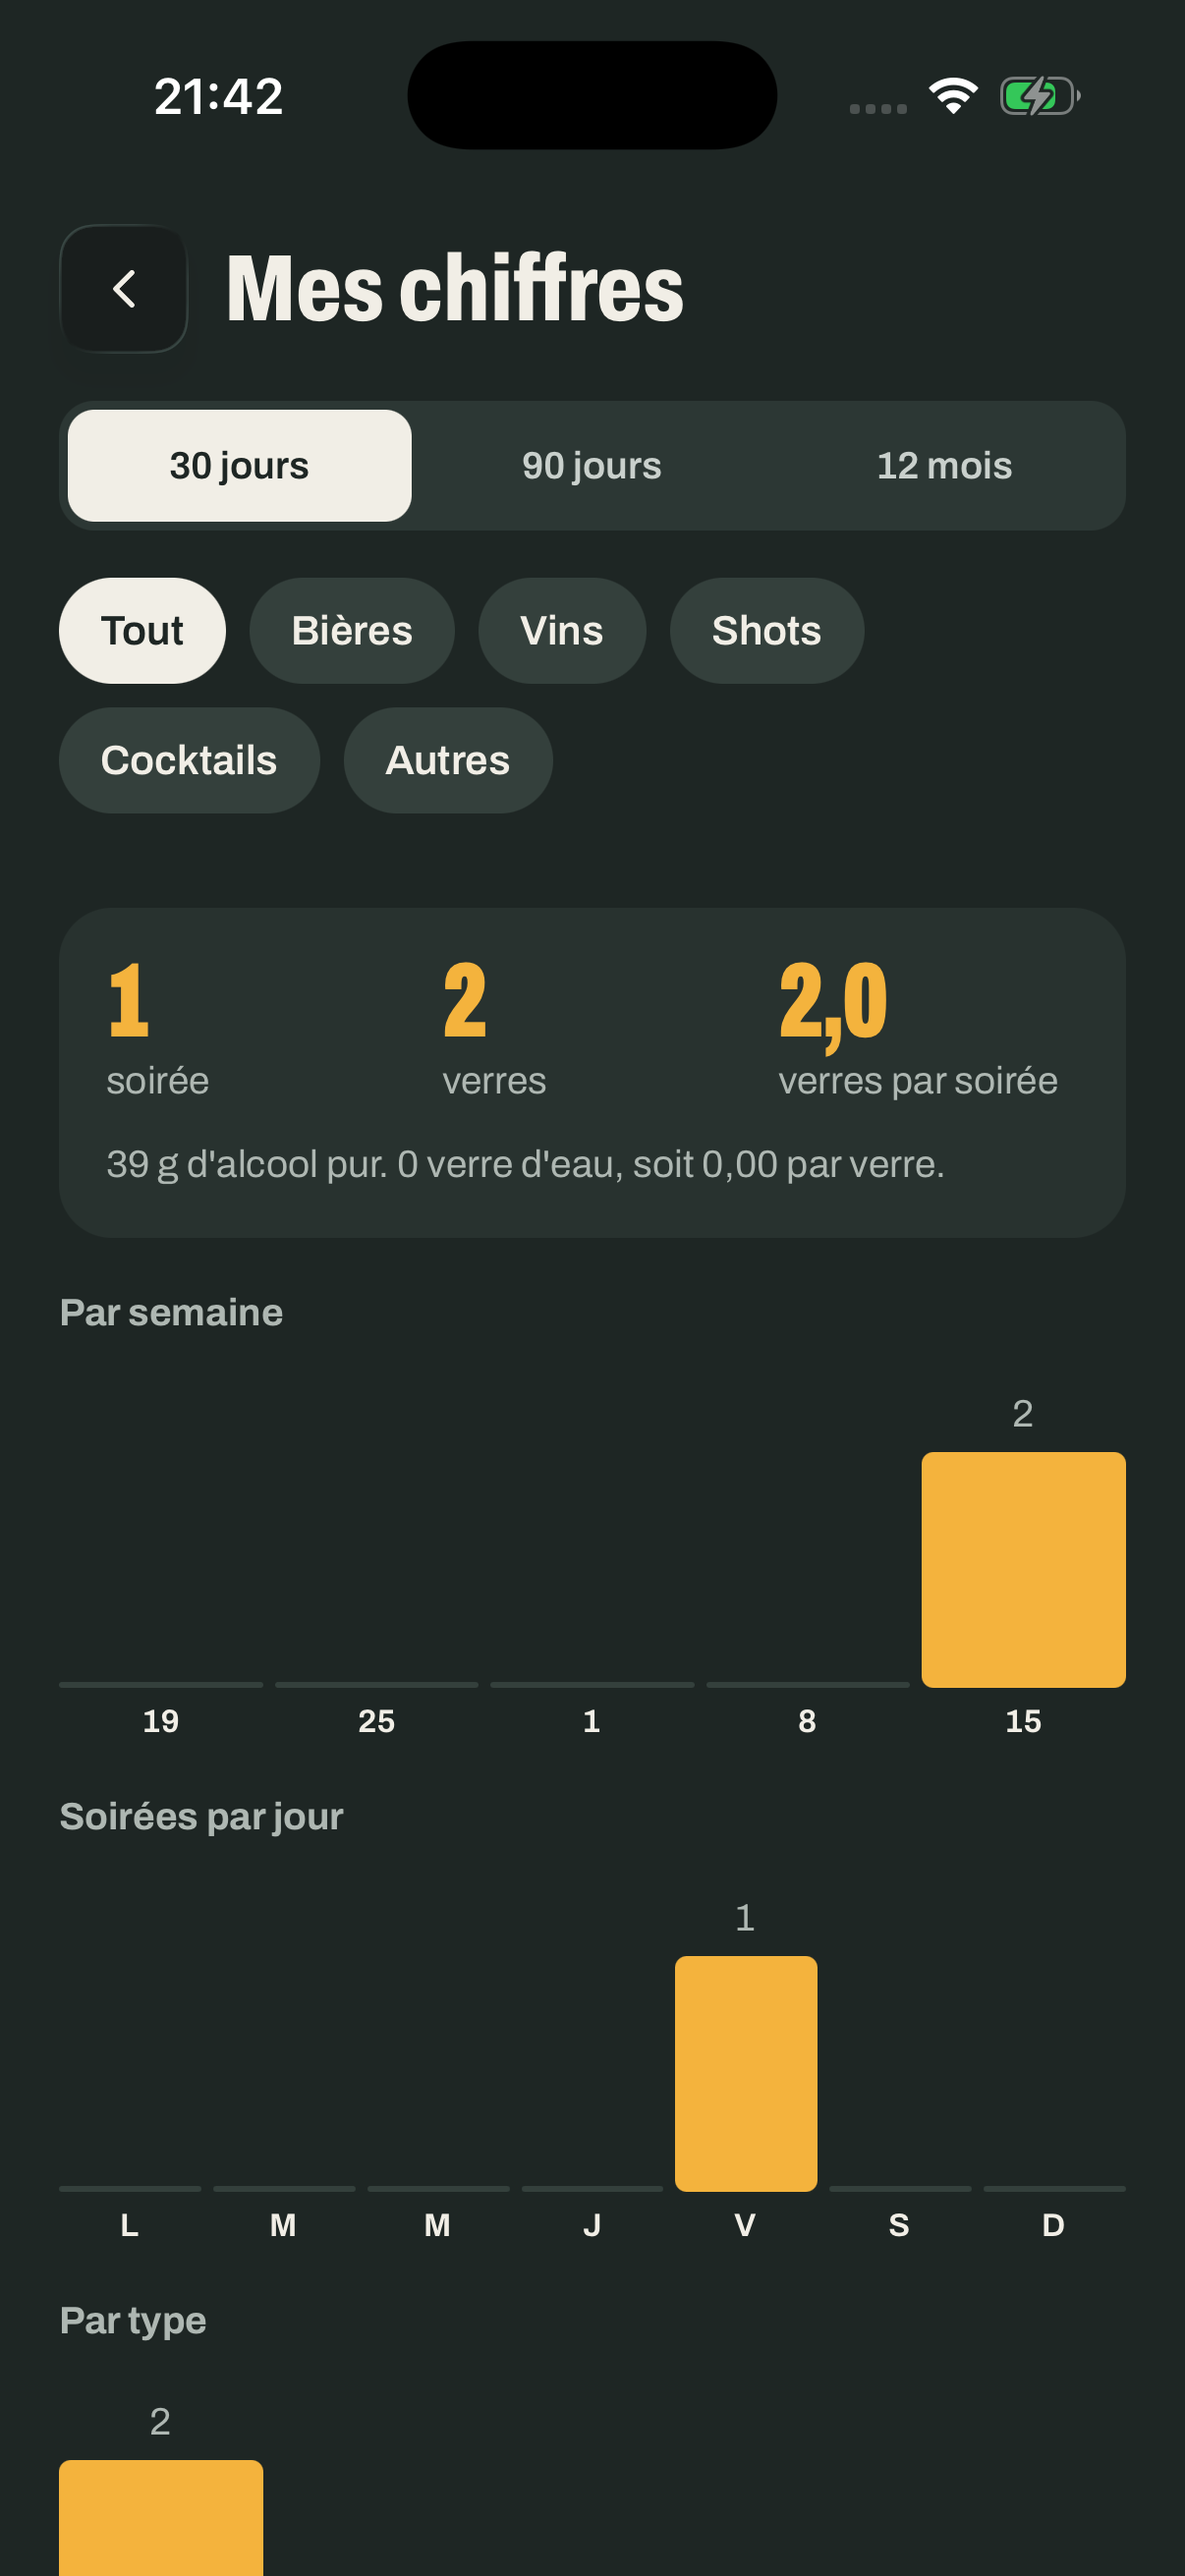 21:42
Mes chiffres
30 jours 90 jours 12 mois
Tout Bières Vins Shots
Cocktails Autres
1 2 2,0
soirée verres verres par soirée
39 g d'alcool pur. 0 verre d'eau, soit 0,00 par verre.
Par semaine
2
19 25 1 8 15
Soirées par jour
1
L M M J V S D
Par type
2